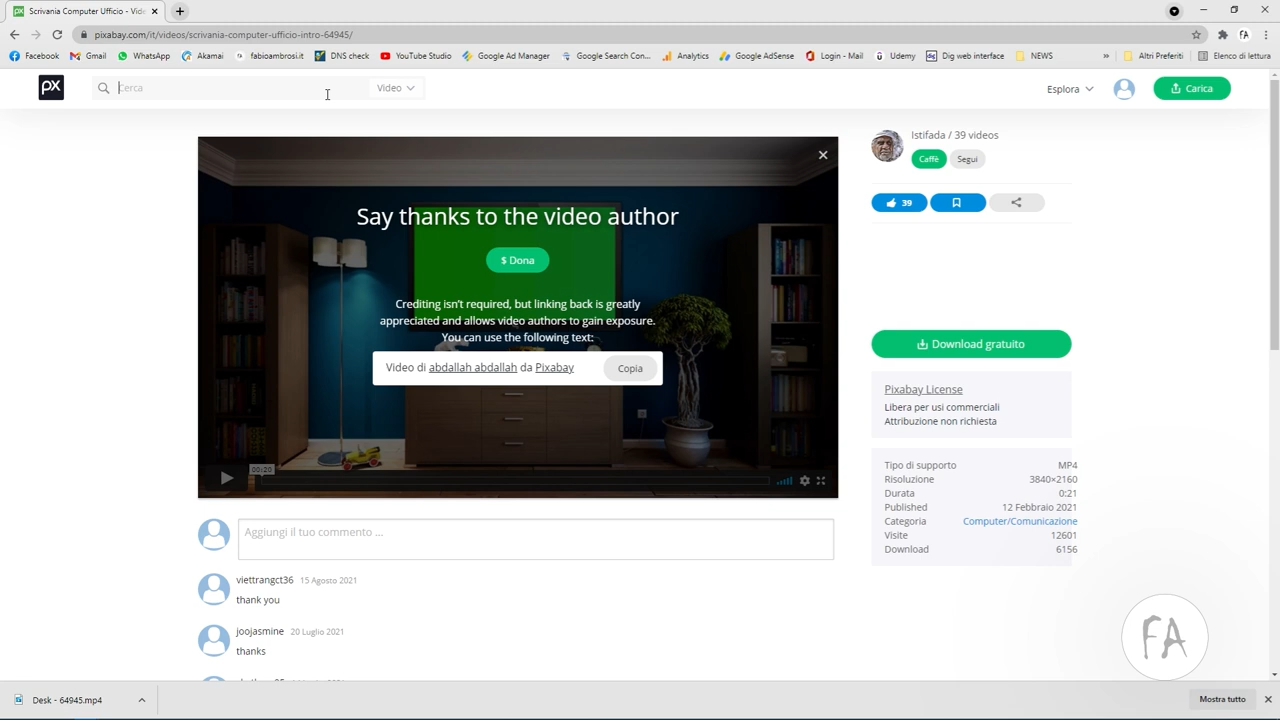 Scrivania Computer Ufficio - Vide
pixabay.com/it/videos/scrivania-computer-ufficio-intro-64945/
Facebook Gmail WhatsApp Akamai fabioambrosi.it DNS check YouTube Studio Google Ad Manager Google Search Con... Analytics Google AdSense Login - Mail Udemy Dig web interface NEWS » Altri Preferiti Elenco di lettura
px Cerca Video Esplora Carica
Istifada / 39 videos
Caffè Segui
39
Say thanks to the video author
$ Dona
Crediting isn't required, but linking back is greatly
appreciated and allows video authors to gain exposure.
You can use the following text:
Video di abdallah abdallah da Pixabay Copia
00:20
Download gratuito
Pixabay License
Libera per usi commerciali
Attribuzione non richiesta
Tipo di supporto MP4
Risoluzione 3840×2160
Durata 0:21
Published 12 Febbraio 2021
Categoria Computer/Comunicazione
Visite 12601
Download 6156
Aggiungi il tuo commento ...
viettrangct36 15 Agosto 2021
thank you
joojasmine 20 Luglio 2021
thanks
FA
Desk - 64945.mp4 Mostra tutto